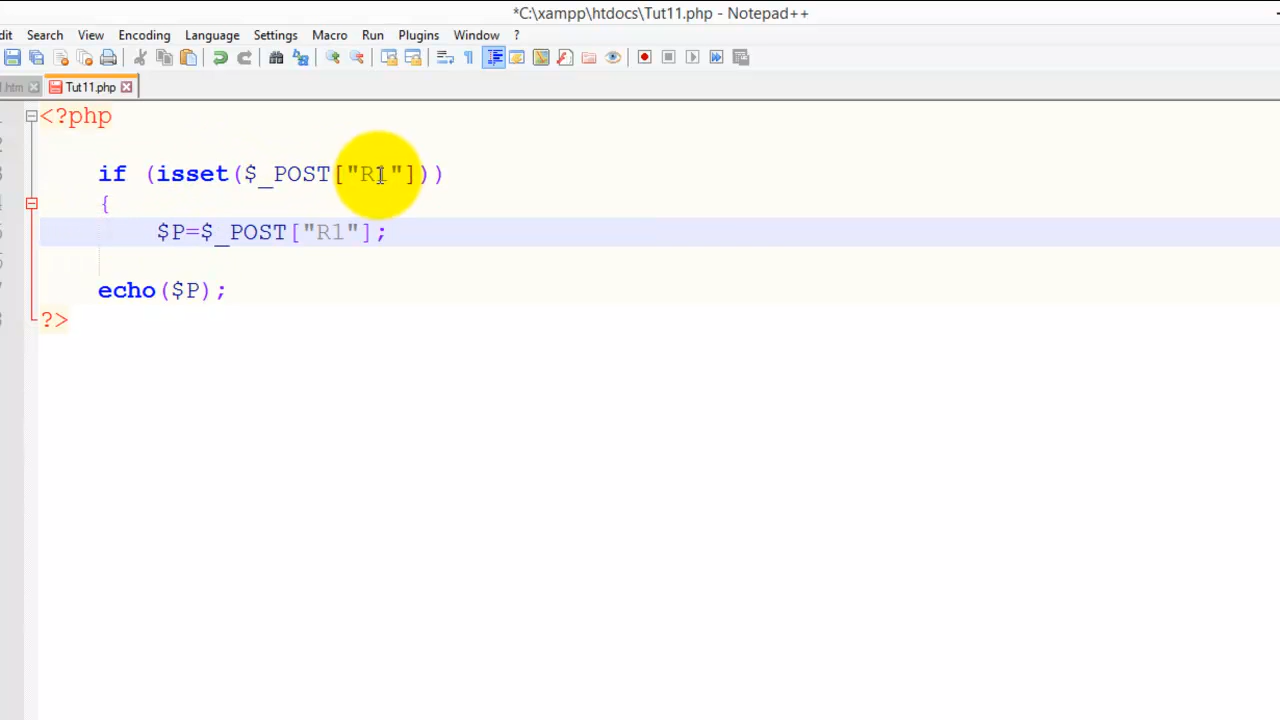 *C:\xampp\htdocs\Tut11.php - Notepad++
dit Search View Encoding Language Settings Macro Run Plugins Window ?
.htm Tut11.php
<?php
if (isset($_POST["R1"]))
{
$P=$_POST["R1"];
echo($P);
?>